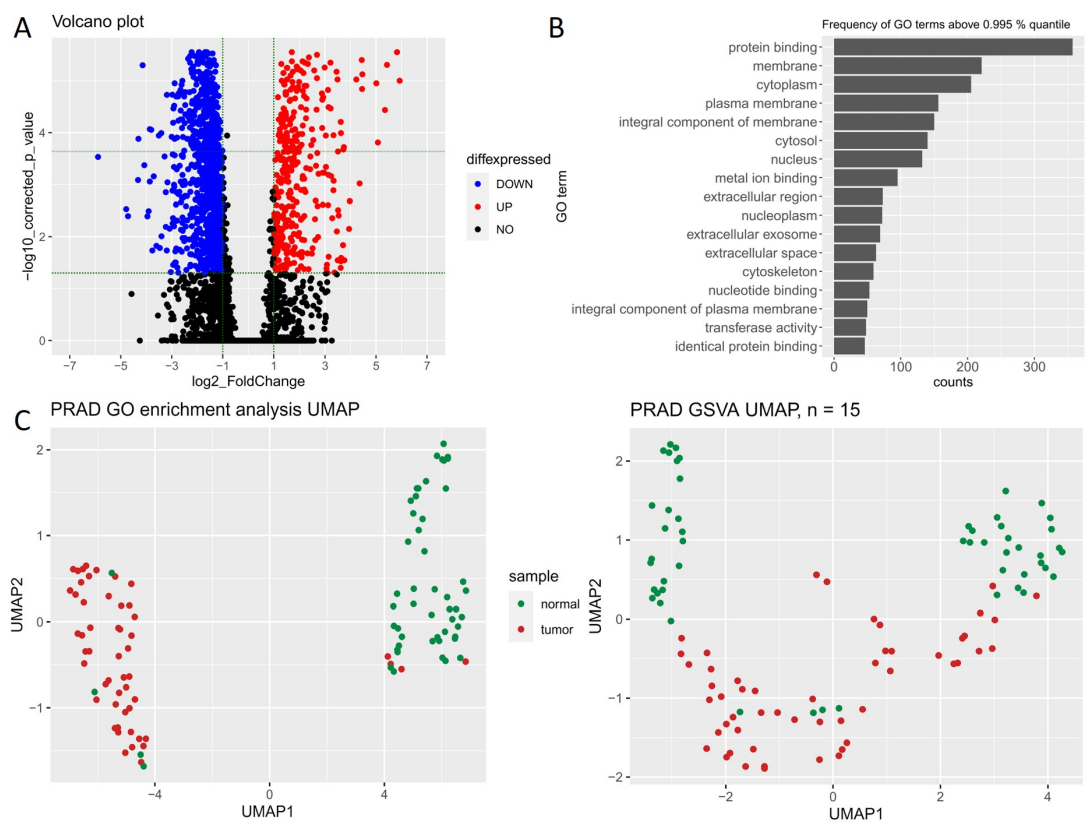 A
Volcano plot
−log10_corrected_p_value
4
2
0
−7
−5
−3
−1
1
3
5
7
log2_FoldChange
diffexpressed
DOWN
UP
NO
B
Frequency of GO terms above 0.995 % quantile
GO term
protein binding
membrane
cytoplasm
plasma membrane
integral component of membrane
cytosol
nucleus
metal ion binding
extracellular region
nucleoplasm
extracellular exosome
extracellular space
cytoskeleton
nucleotide binding
integral component of plasma membrane
transferase activity
identical protein binding
0
100
200
300
counts
C
PRAD GO enrichment analysis UMAP
UMAP2
2
1
0
−1
−4
0
4
UMAP1
sample
normal
tumor
PRAD GSVA UMAP, n = 15
UMAP2
2
1
0
−1
−2
−2
0
2
4
UMAP1